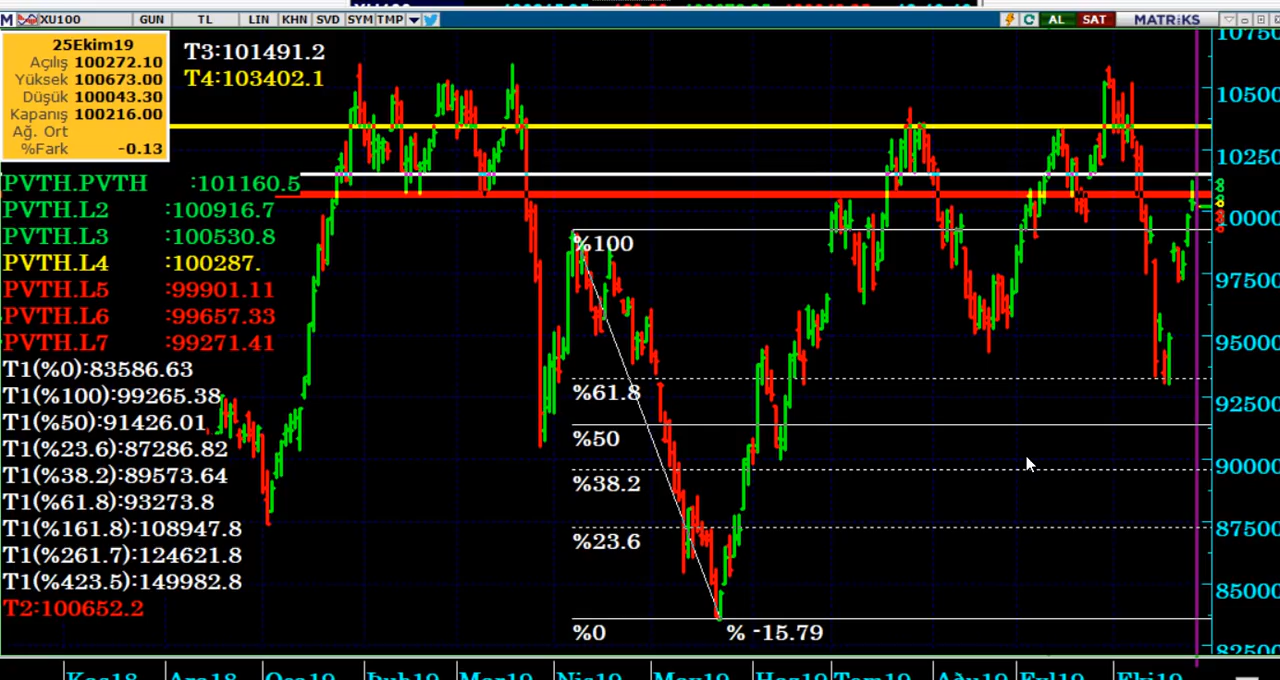 M XU100 GUN TL LIN KHN SVD SYM TMP AL SAT MATRiKS
25Ekim19
Açılış 100272.10
Yüksek 100673.00
Düşük 100043.30
Kapanış 100216.00
Ağ. Ort
%Fark -0.13
T3:101491.2
T4:103402.1
PVTH.PVTH :101160.5
PVTH.L2 :100916.7
PVTH.L3 :100530.8
PVTH.L4 :100287.
PVTH.L5 :99901.11
PVTH.L6 :99657.33
PVTH.L7 :99271.41
T1(%0):83586.63
T1(%100):99265.38
T1(%50):91426.01
T1(%23.6):87286.82
T1(%38.2):89573.64
T1(%61.8):93273.8
T1(%161.8):108947.8
T1(%261.7):124621.8
T1(%423.5):149982.8
T2:100652.2
%100
%61.8
%50
%38.2
%23.6
%0
% -15.79
10750
10500
10250
10000
97500
95000
92500
90000
87500
85000
82500
Kas18 Ara18 Oca19 Þub19 Mar19 Nis19 May19 Haz19 Tem19 Aðu19 Eyl19 Eki19